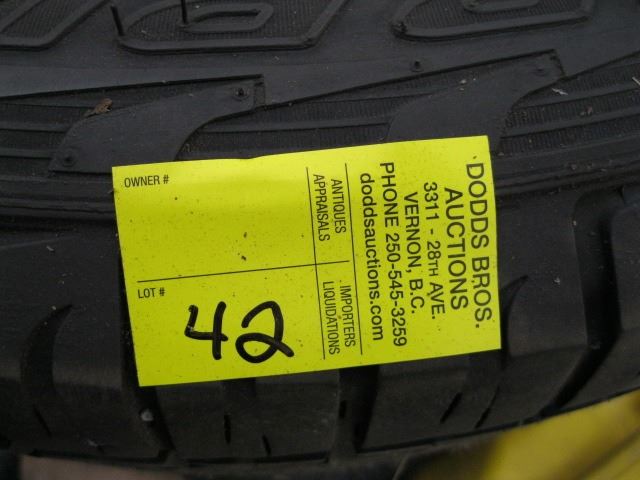 DODDS BROS.
AUCTIONS
3311 - 28TH AVE.
VERNON, B.C.
PHONE 250-545-3259
doddsauctions.com
ANTIQUES IMPORTERS
APPRAISALS LIQUIDATIONS
OWNER #
LOT #
42